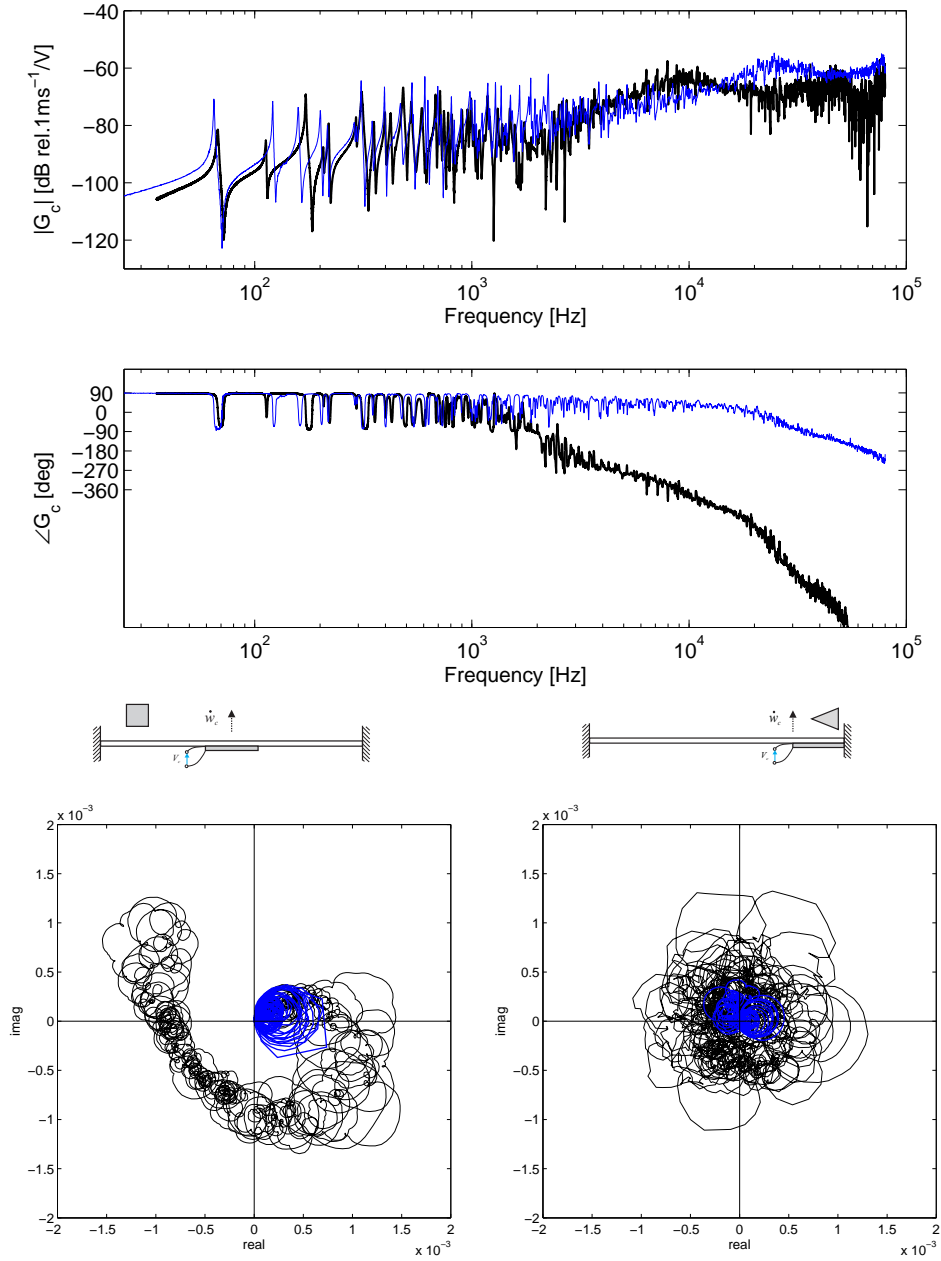 −40
−60
−80
−100
−120
|G_c| [dB rel.1ms^−1/V]
10^2 10^3 10^4 10^5
Frequency [Hz]
90
0
−90
−180
−270
−360
∠G_c [deg]
10^2 10^3 10^4 10^5
Frequency [Hz]
ẇ_c
ẇ_c
x 10^−3
2
1.5
1
0.5
0
−0.5
−1
−1.5
−2
imag
−2 −1.5 −1 −0.5 0 0.5 1 1.5 2
real
x 10^−3
x 10^−3
2
1.5
1
0.5
0
−0.5
−1
−1.5
−2
imag
−2 −1.5 −1 −0.5 0 0.5 1 1.5 2
real
x 10^−3